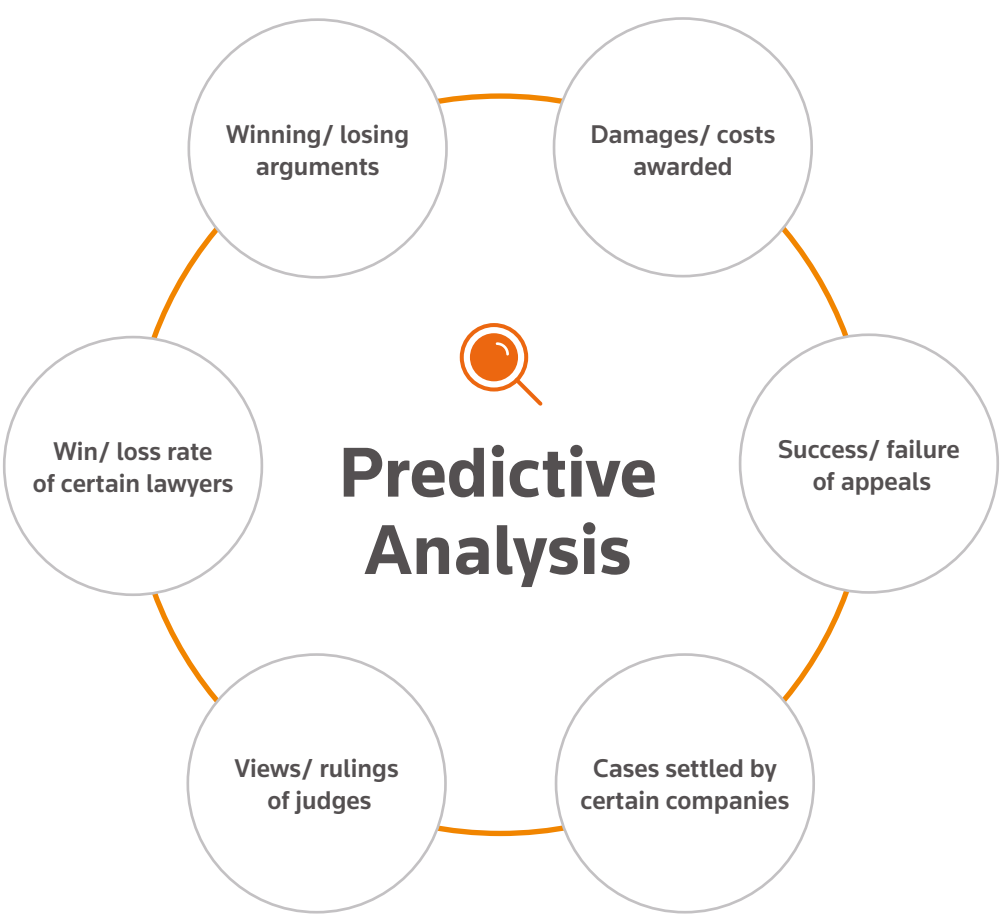 Winning/ losing
arguments
Damages/ costs
awarded
Win/ loss rate
of certain lawyers
Predictive
Analysis
Success/ failure
of appeals
Views/ rulings
of judges
Cases settled by
certain companies